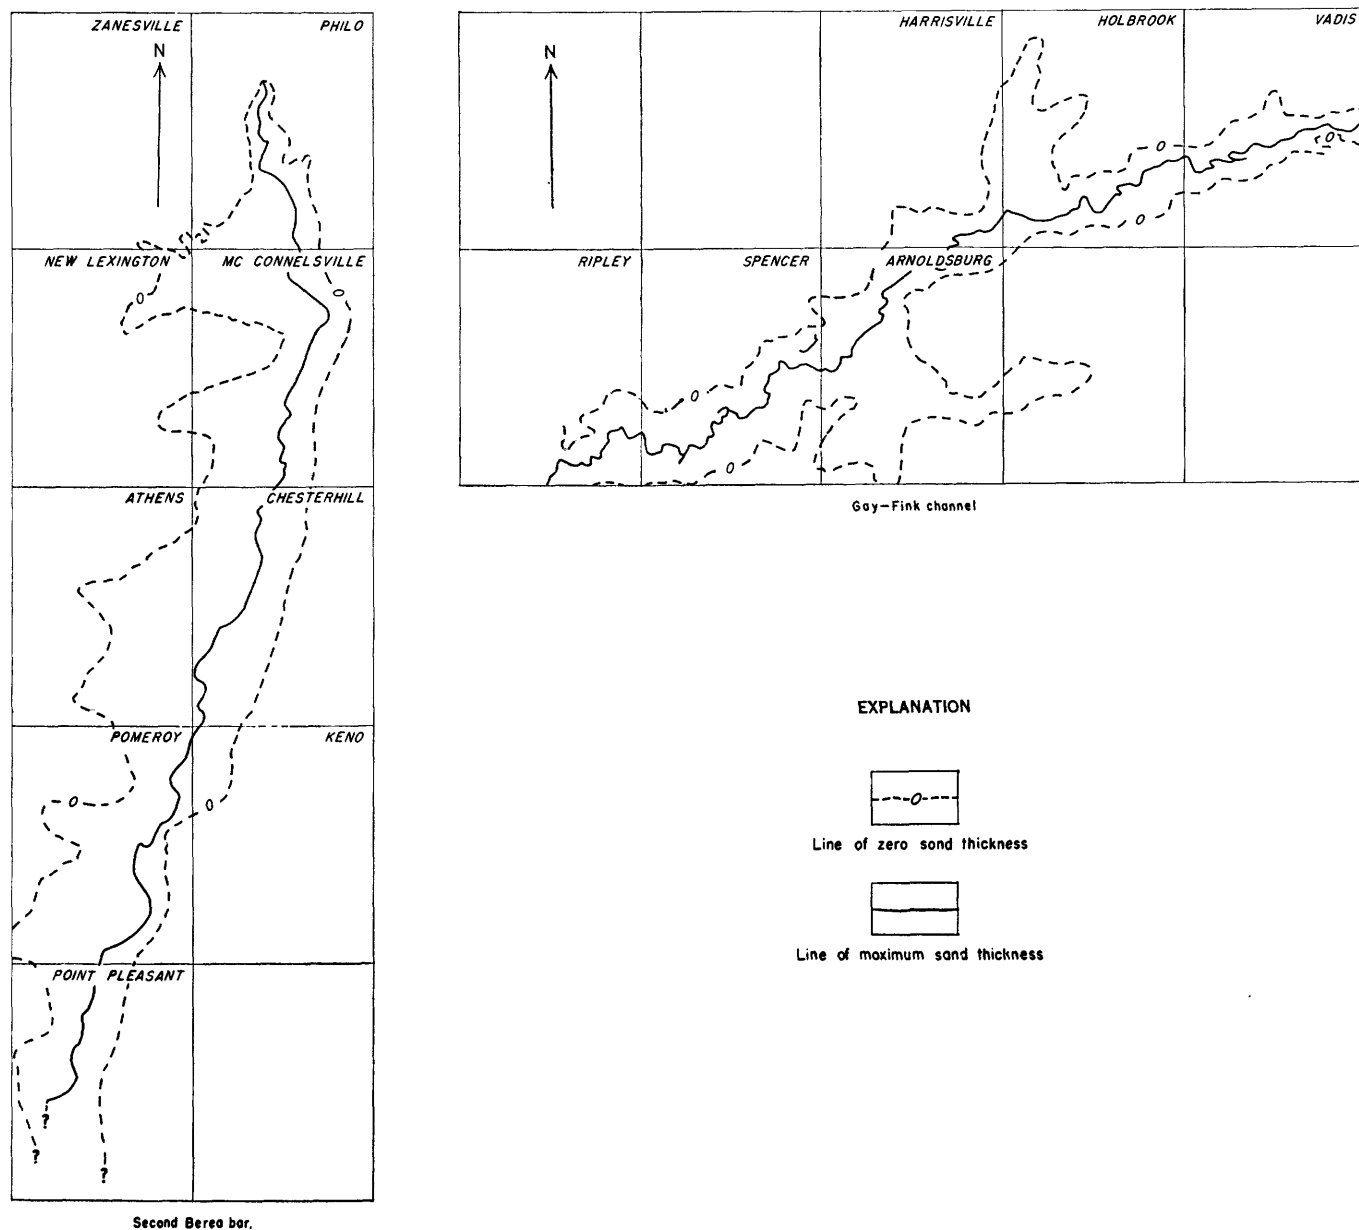 ZANESVILLE
PHILO
N
NEW LEXINGTON
MC CONNELSVILLE
0
0
ATHENS
CHESTERHILL
POMEROY
KENO
0
0
POINT PLEASANT
?
?
?
Second Berea bar.
HARRISVILLE
HOLBROOK
VADIS
N
0
0
0
RIPLEY
SPENCER
ARNOLDSBURG
0
0
Gay-Fink channel
EXPLANATION
0
Line of zero sand thickness
Line of maximum sand thickness